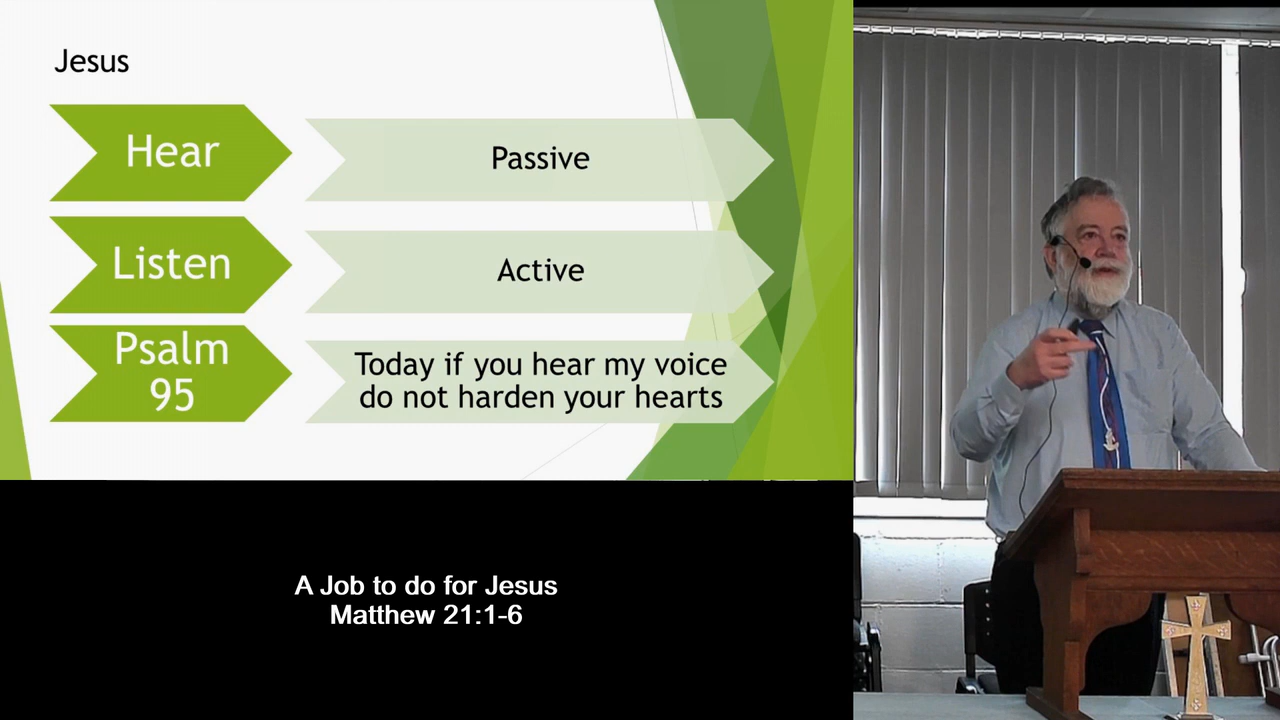 Jesus
Hear
Passive
Listen
Active
Psalm
95
Today if you hear my voice
do not harden your hearts
A Job to do for Jesus
Matthew 21:1-6